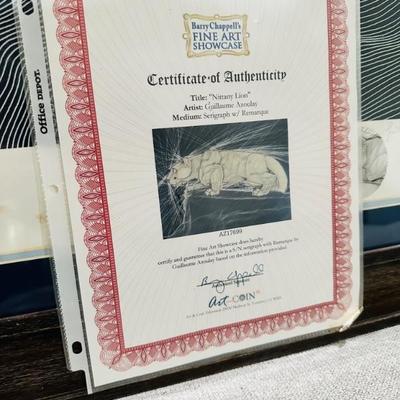 Barry Chappell's
FINE ART
SHOWCASE
Certificate of Authenticity
Title: "Nittany Lion"
Artist: Guillaume Azoulay
Medium: Serigraph w/ Remarque
AZ17699
Fine Art Showcase does hereby
certify and guarantee that this is a S/N serigraph with Remarque by
Guillaume Azoulay based on the information provided.
Art COIN
Office DEPOT